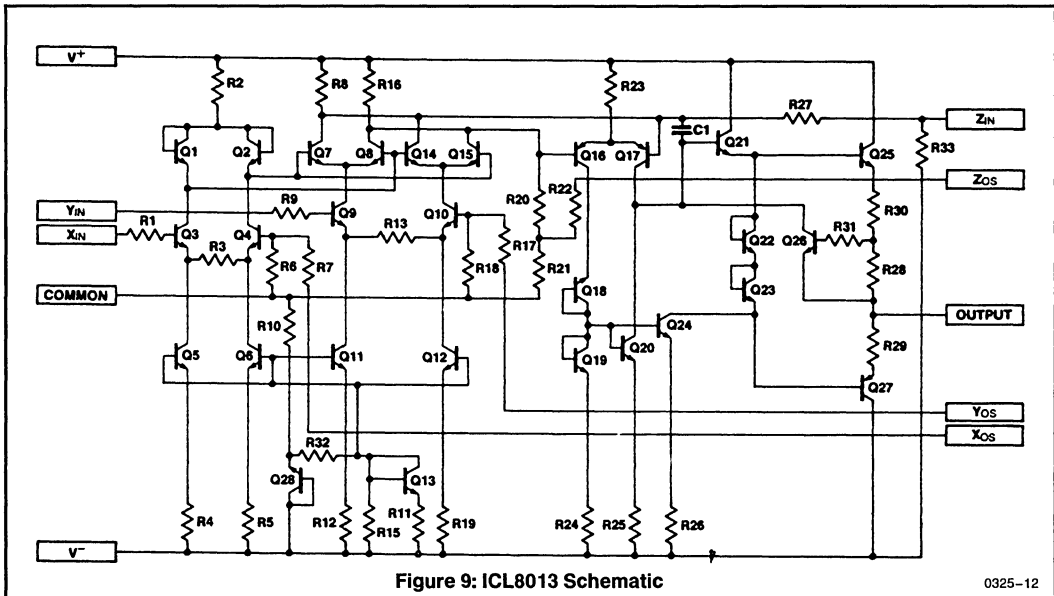 V+
R2
R8
R16
R23
R27
ZIN
C1
Q1
Q2
Q7
Q8
Q14
Q15
Q16
Q17
Q21
Q25
R33
ZOS
R22
R20
R9
YIN
Q9
R13
Q10
R30
R1
XIN
Q3
R3
Q4
R17
Q22
Q26
R31
R6
R7
R18
R21
R28
COMMON
Q18
Q23
R10
OUTPUT
Q24
Q5
Q6
Q11
Q12
Q19
Q20
R29
Q27
YOS
XOS
R32
Q28
Q13
R4
R5
R12
R15
R11
R19
R24
R25
R26
V−
Figure 9: ICL8013 Schematic
0325–12